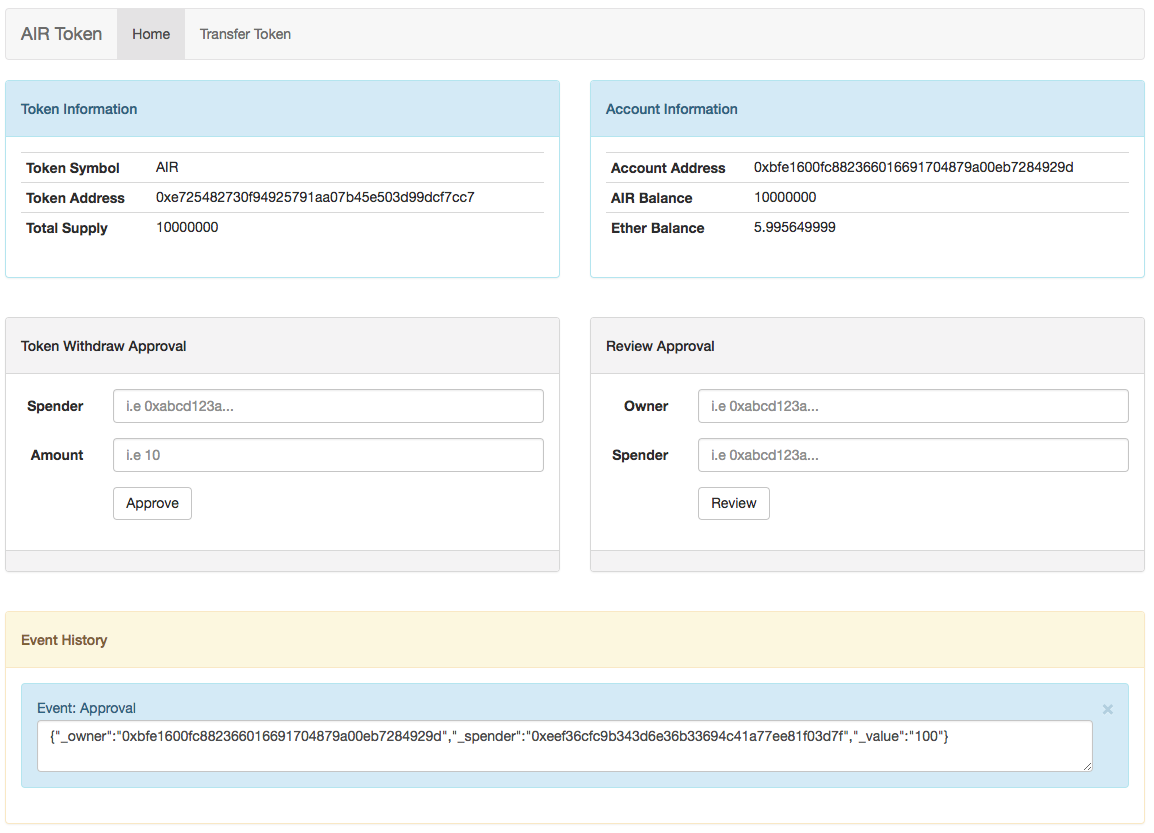 AIR Token Home Transfer Token
Token Information
Token Symbol AIR
Token Address 0xe725482730f94925791aa07b45e503d99dcf7cc7
Total Supply 10000000
Account Information
Account Address 0xbfe1600fc882366016691704879a00eb7284929d
AIR Balance 10000000
Ether Balance 5.995649999
Token Withdraw Approval
Spender i.e 0xabcd123a...
Amount i.e 10
Approve
Review Approval
Owner i.e 0xabcd123a...
Spender i.e 0xabcd123a...
Review
Event History
Event: Approval ×
{"_owner":"0xbfe1600fc882366016691704879a00eb7284929d","_spender":"0xeef36cfc9b343d6e36b33694c41a77ee81f03d7f","_value":"100"}